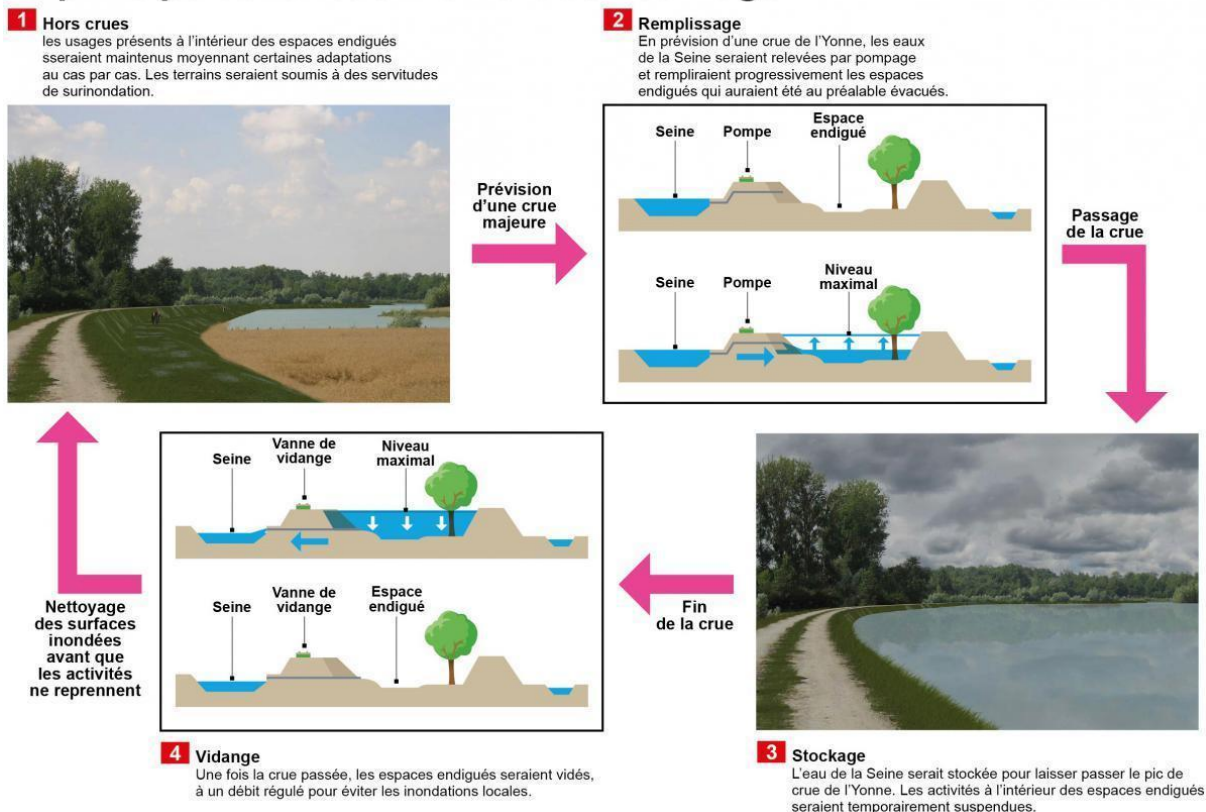 1 Hors crues
les usages présents à l'intérieur des espaces endigués
sseraient maintenus moyennant certaines adaptations
au cas par cas. Les terrains seraient soumis à des servitudes
de surinondation.
Prévision
d'une crue
majeure
2 Remplissage
En prévision d'une crue de l'Yonne, les eaux
de la Seine seraient relevées par pompage
et rempliraient progressivement les espaces
endigués qui auraient été au préalable évacués.
Seine
Pompe
Espace
endigué
Seine
Pompe
Niveau
maximal
Passage
de la crue
3 Stockage
L'eau de la Seine serait stockée pour laisser passer le pic de
crue de l'Yonne. Les activités à l'intérieur des espaces endigués
seraient temporairement suspendues.
Fin
de la crue
Seine
Vanne de
vidange
Niveau
maximal
Seine
Vanne de
vidange
Espace
endigué
4 Vidange
Une fois la crue passée, les espaces endigués seraient vidés,
à un débit régulé pour éviter les inondations locales.
Nettoyage
des surfaces
inondées
avant que
les activités
ne reprennent